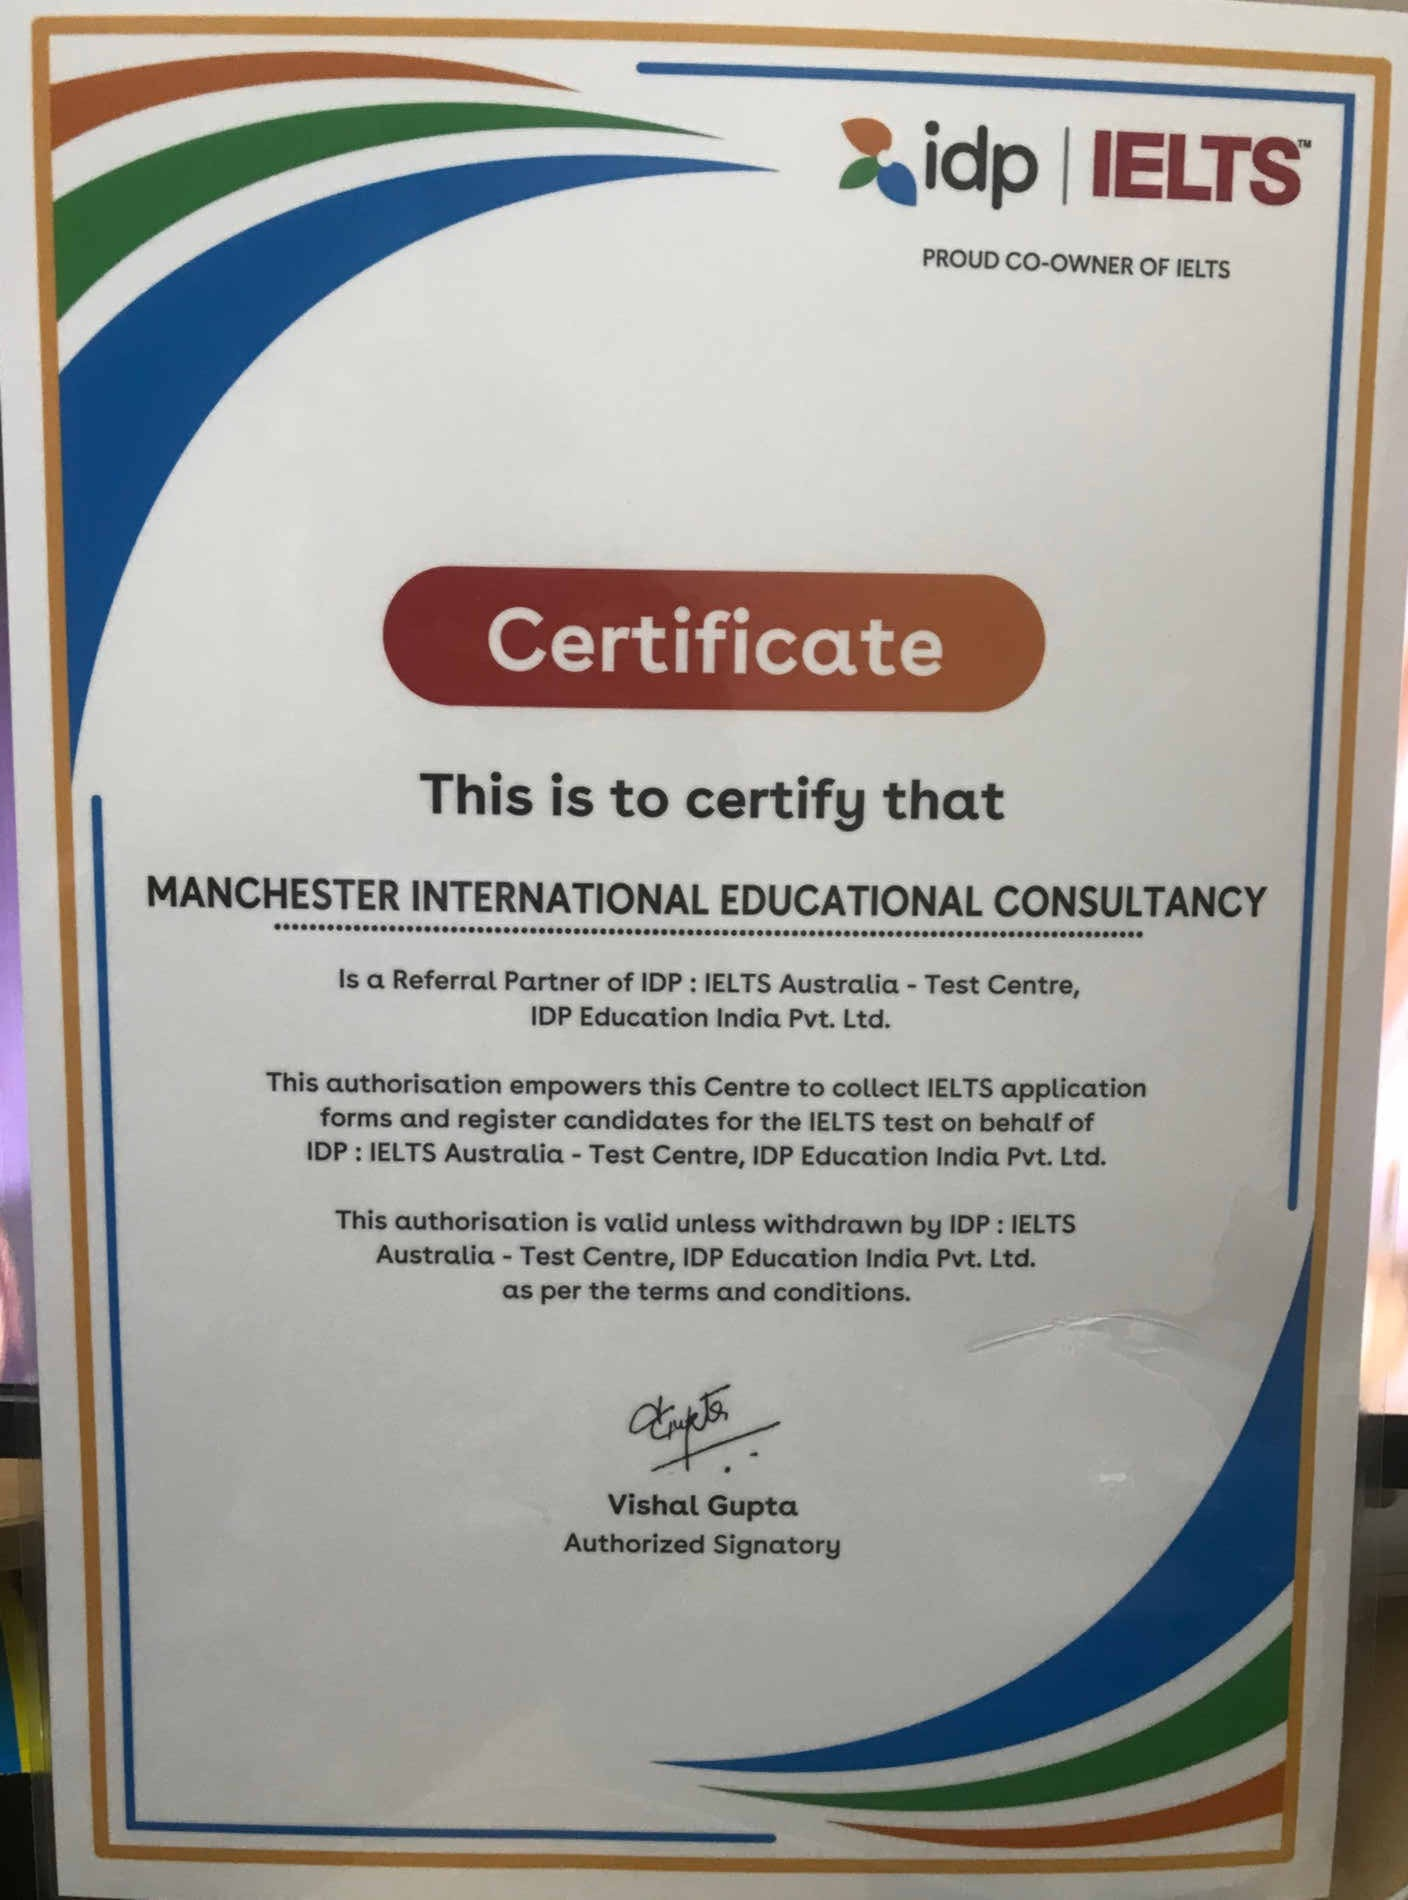 idp | IELTS™
PROUD CO-OWNER OF IELTS
Certificate
This is to certify that
MANCHESTER INTERNATIONAL EDUCATIONAL CONSULTANCY
Is a Referral Partner of IDP : IELTS Australia - Test Centre,
IDP Education India Pvt. Ltd.
This authorisation empowers this Centre to collect IELTS application
forms and register candidates for the IELTS test on behalf of
IDP : IELTS Australia - Test Centre, IDP Education India Pvt. Ltd.
This authorisation is valid unless withdrawn by IDP : IELTS
Australia - Test Centre, IDP Education India Pvt. Ltd.
as per the terms and conditions.
Vishal Gupta
Authorized Signatory